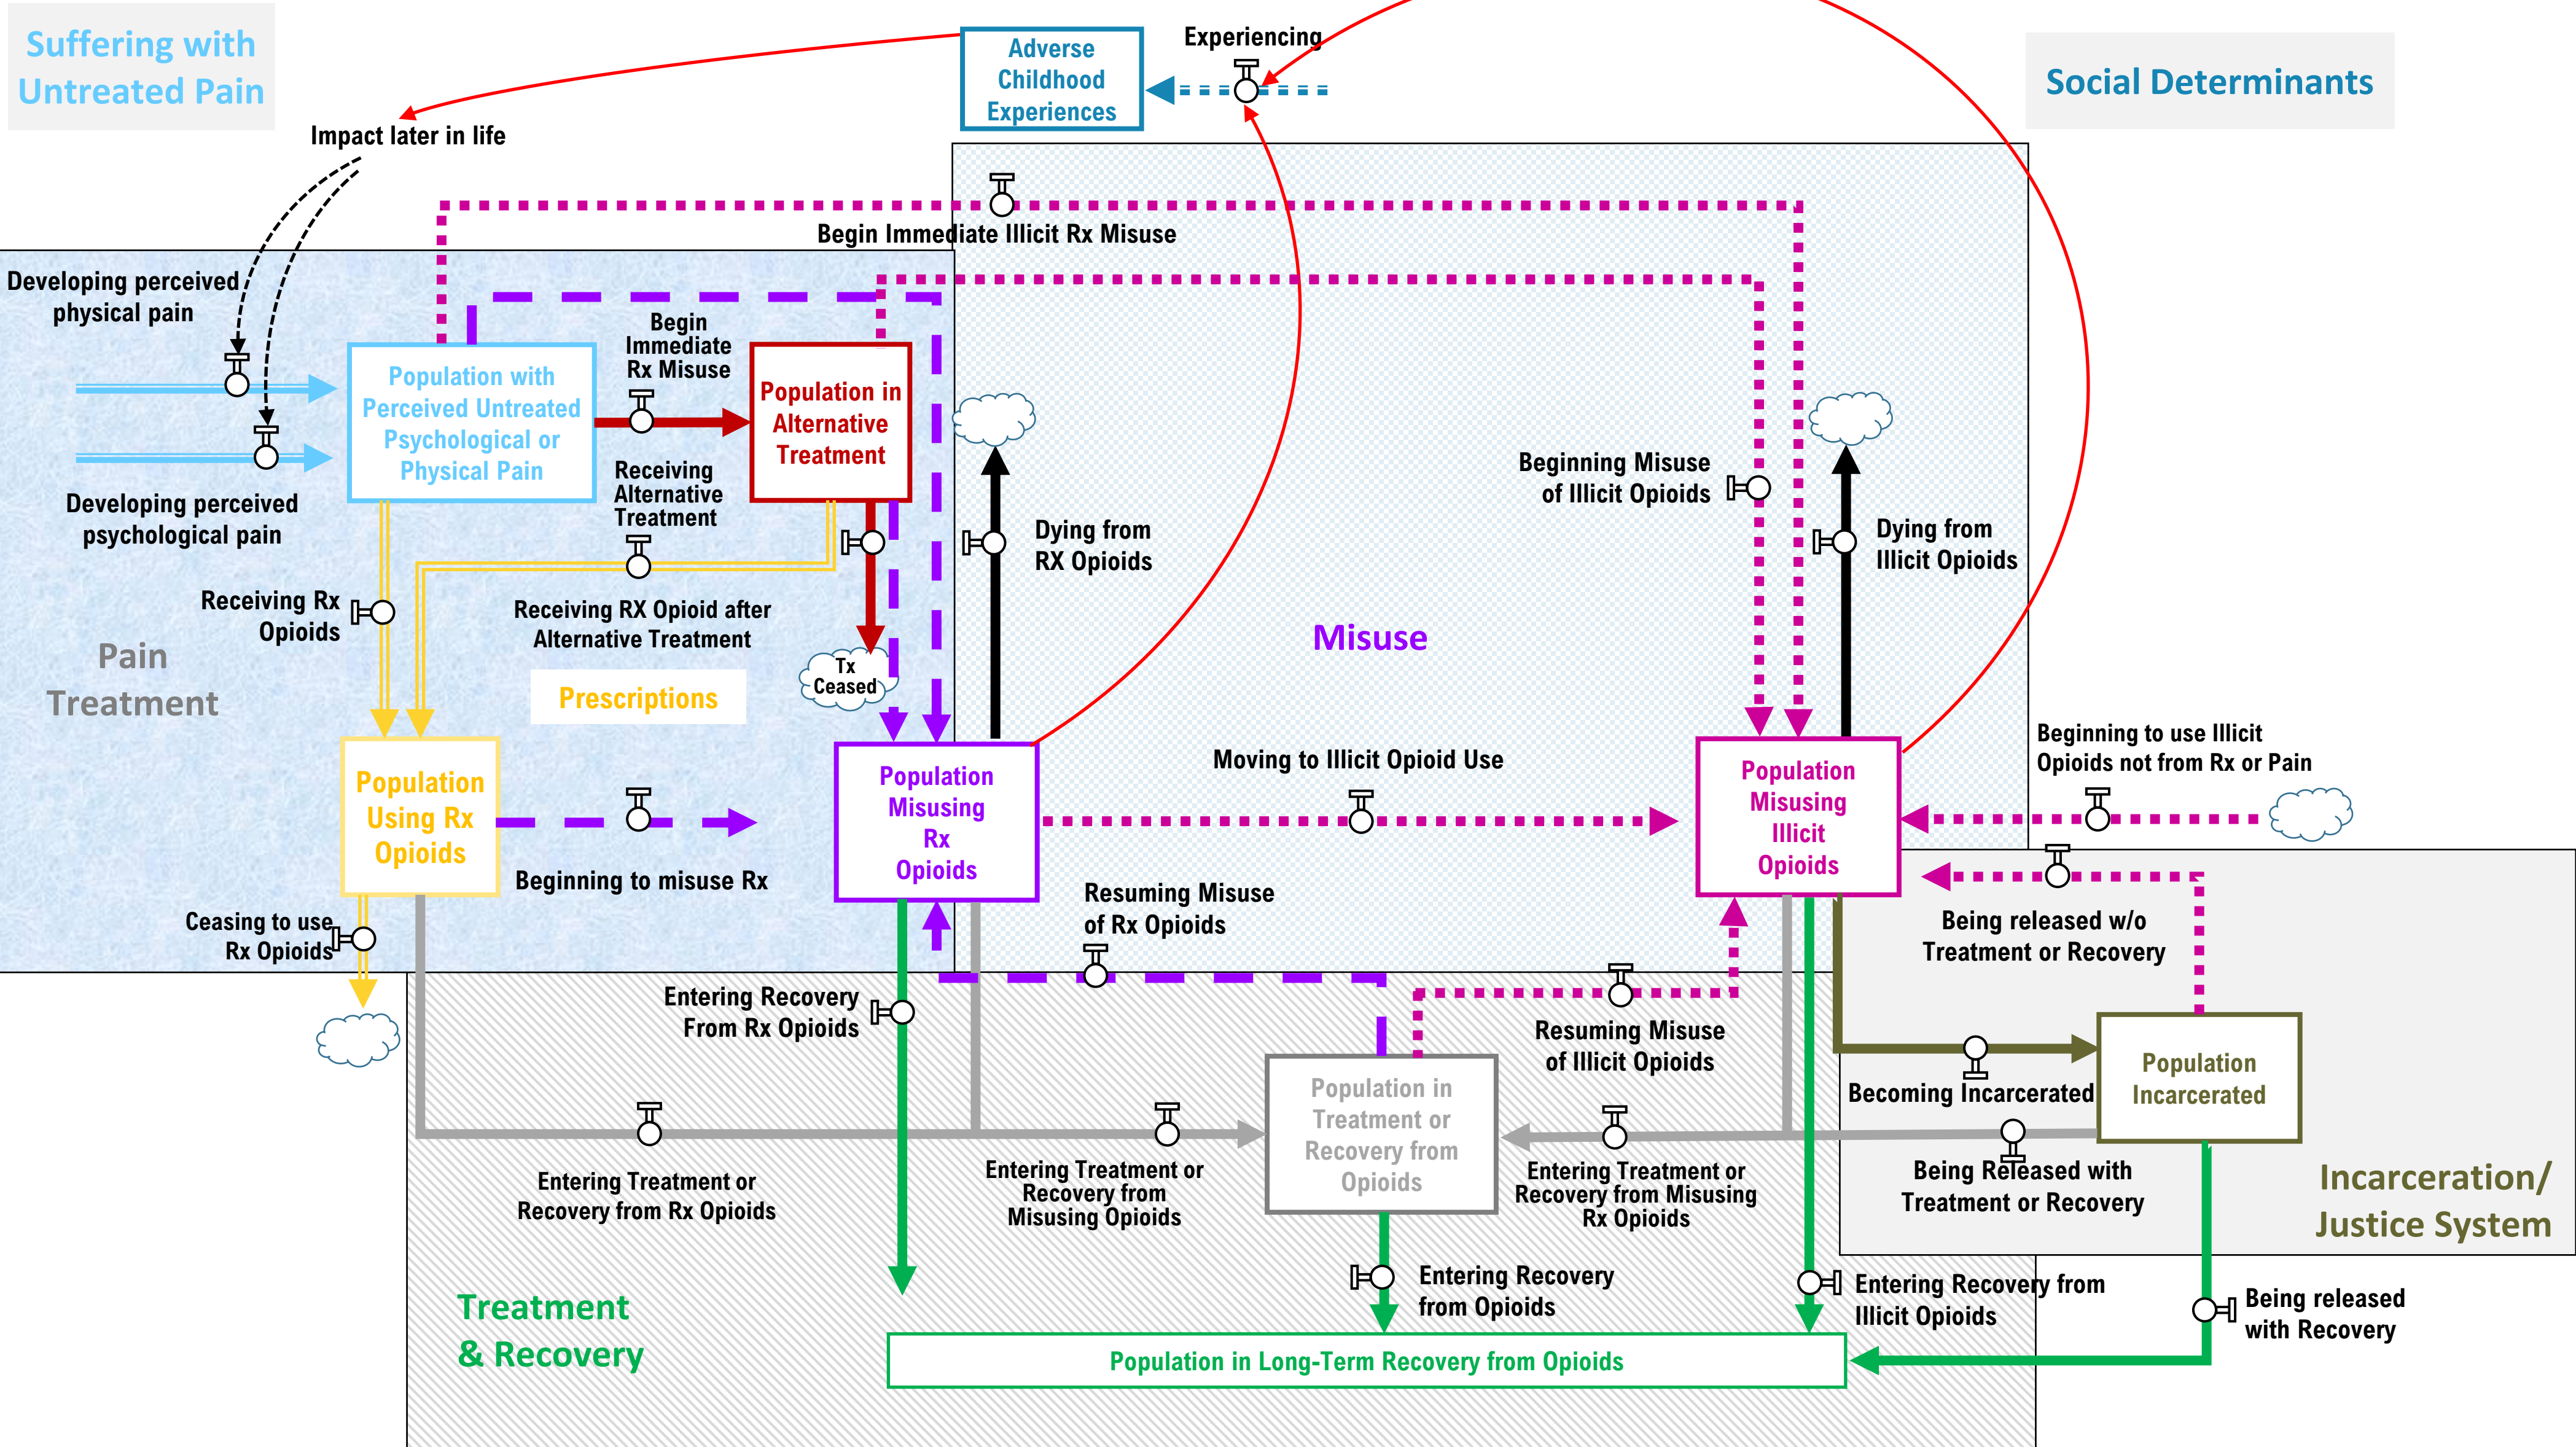 Suffering with
Untreated Pain
Adverse
Childhood
Experiences
Experiencing
Social Determinants
Impact later in life
Begin Immediate Illicit Rx Misuse
Developing perceived
physical pain
Begin
Immediate
Rx Misuse
Population with
Perceived Untreated
Psychological or
Physical Pain
Population in
Alternative
Treatment
Developing perceived
psychological pain
Receiving
Alternative
Treatment
Beginning Misuse
of Illicit Opioids
Dying from
RX Opioids
Dying from
Illicit Opioids
Receiving Rx
Opioids
Receiving RX Opioid after
Alternative Treatment
Pain
Treatment
Misuse
Tx
Ceased
Prescriptions
Population
Using Rx
Opioids
Population
Misusing
Rx
Opioids
Moving to Illicit Opioid Use
Population
Misusing
Illicit
Opioids
Beginning to use Illicit
Opioids not from Rx or Pain
Beginning to misuse Rx
Resuming Misuse
of Rx Opioids
Ceasing to use
Rx Opioids
Being released w/o
Treatment or Recovery
Entering Recovery
From Rx Opioids
Resuming Misuse
of Illicit Opioids
Population in
Treatment or
Recovery from
Opioids
Becoming Incarcerated
Population
Incarcerated
Entering Treatment or
Recovery from Rx Opioids
Entering Treatment or
Recovery from
Misusing Opioids
Entering Treatment or
Recovery from Misusing
Rx Opioids
Being Released with
Treatment or Recovery
Incarceration/
Justice System
Treatment
& Recovery
Entering Recovery
from Opioids
Entering Recovery from
Illicit Opioids
Being released
with Recovery
Population in Long-Term Recovery from Opioids